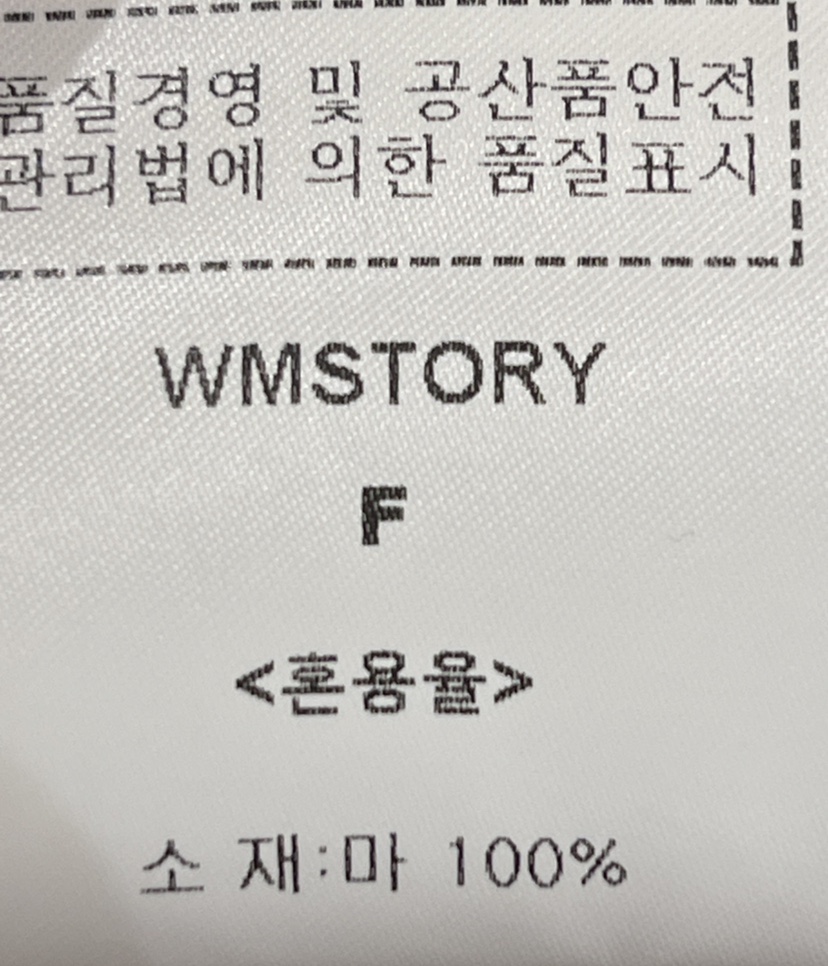 품질경영 및 공산품안전
관리법에 의한 품질표시
WMSTORY
F
<혼용율>
소 재:마 100%